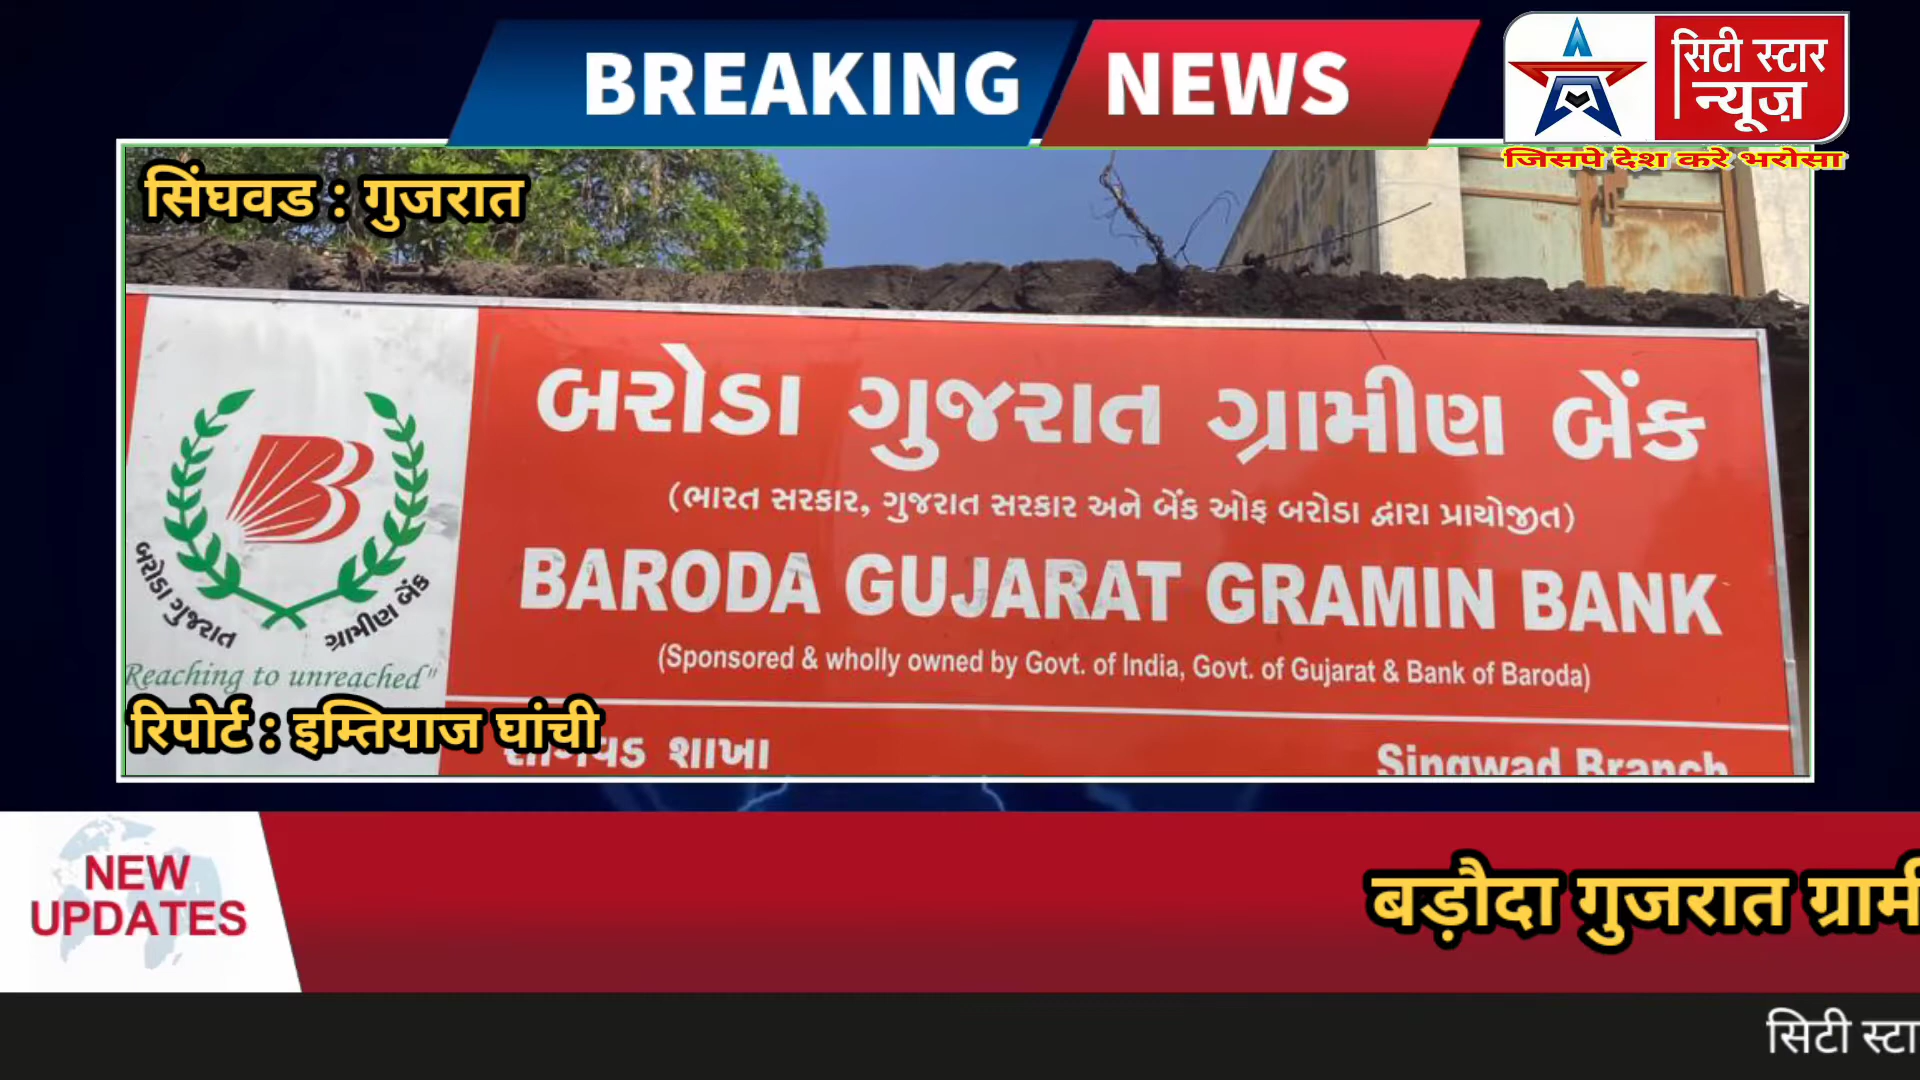 BREAKING NEWS
सिटी स्टार
न्यूज़
जिसपे देश करे भरोसा
सिंघवड : गुजरात
બરોડા ગુજરાત ગ્રામીણ બેંક
(ભારત સરકાર, ગુજરાત સરકાર અને બેંક ઓફ બરોડા દ્વારા પ્રાયોજીત)
BARODA GUJARAT GRAMIN BANK
(Sponsored & wholly owned by Govt. of India, Govt. of Gujarat & Bank of Baroda)
બરોડા ગુજરાત ગ્રામીણ બેંક
Reaching to unreached"
रिपोर्ट : इम्तियाज घांची
શાખા
Singwad Branch
NEW
UPDATES
बड़ौदा गुजरात
सिटी